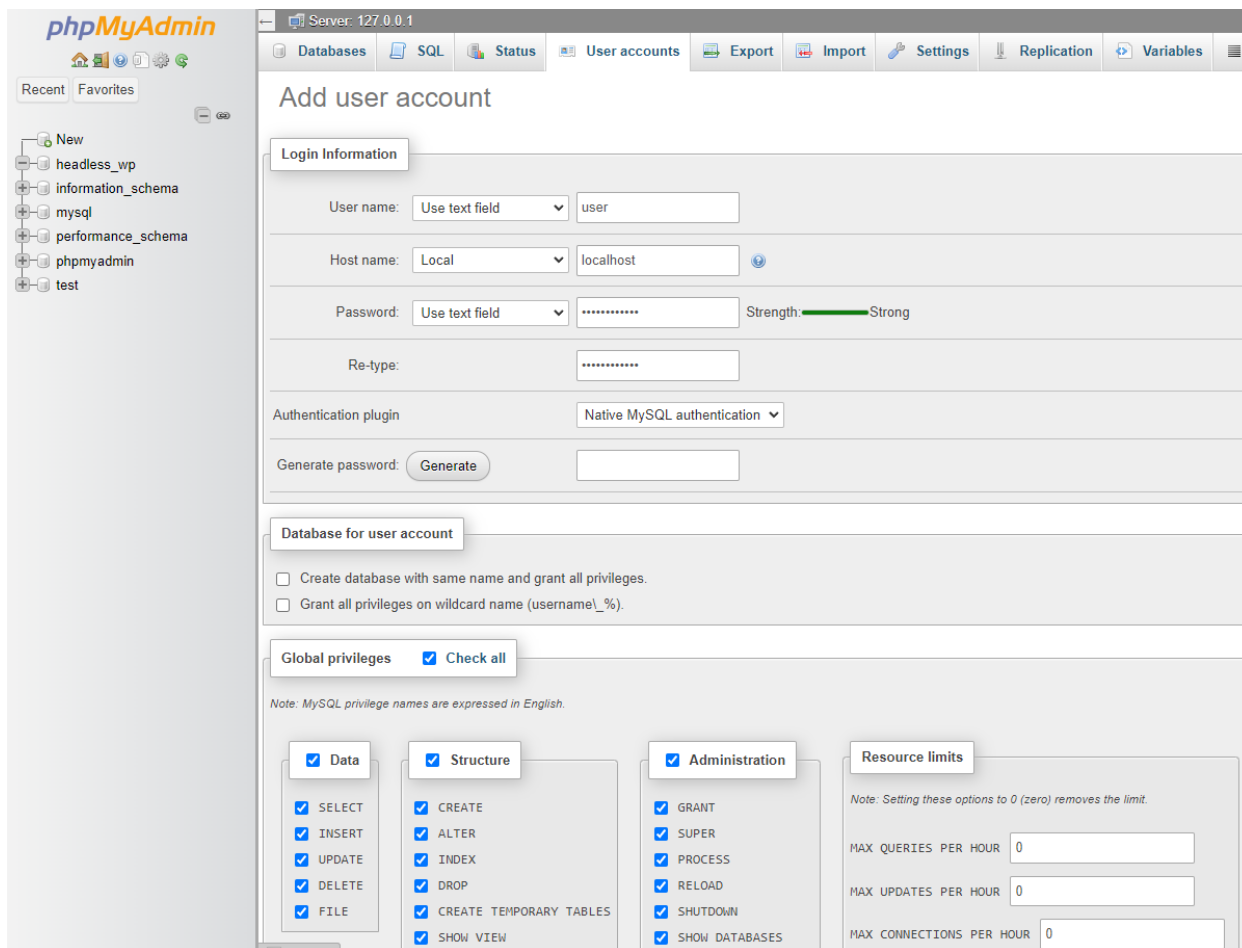 phpMyAdmin
Recent Favorites
New
headless_wp
information_schema
mysql
performance_schema
phpmyadmin
test
Server: 127.0.0.1
Databases SQL Status User accounts Export Import Settings Replication Variables
Add user account
Login Information
User name: Use text field user
Host name: Local localhost
Password: Use text field •••••••••••• Strength: Strong
Re-type: ••••••••••••
Authentication plugin Native MySQL authentication
Generate password: Generate
Database for user account
Create database with same name and grant all privileges.
Grant all privileges on wildcard name (username\_%).
Global privileges Check all
Note: MySQL privilege names are expressed in English.
Data
SELECT
INSERT
UPDATE
DELETE
FILE
Structure
CREATE
ALTER
INDEX
DROP
CREATE TEMPORARY TABLES
SHOW VIEW
Administration
GRANT
SUPER
PROCESS
RELOAD
SHUTDOWN
SHOW DATABASES
Resource limits
Note: Setting these options to 0 (zero) removes the limit.
MAX QUERIES PER HOUR 0
MAX UPDATES PER HOUR 0
MAX CONNECTIONS PER HOUR 0